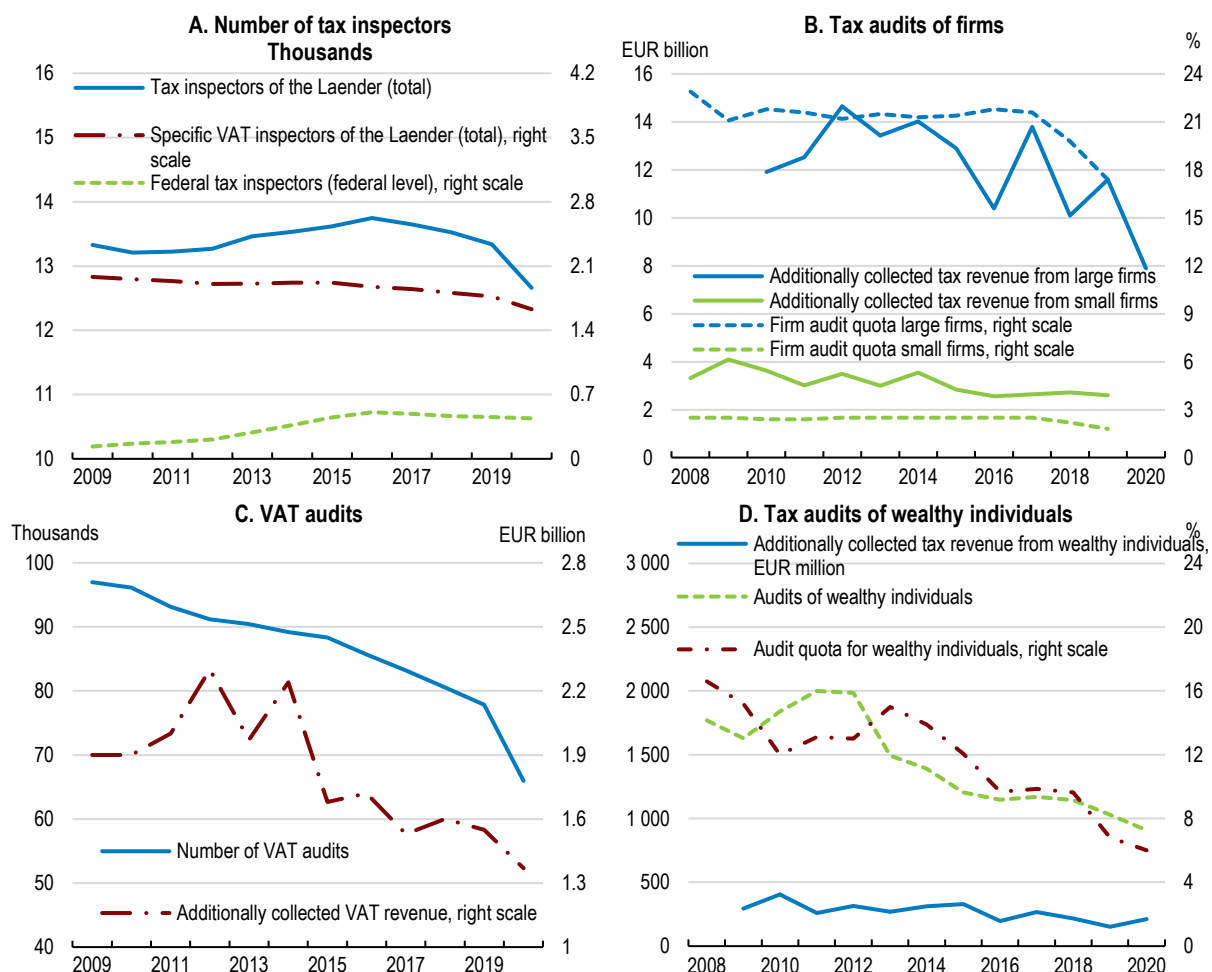 A. Number of tax inspectors
Thousands
16
15
14
13
12
11
10
4.2
3.5
2.8
2.1
1.4
0.7
0
Tax inspectors of the Laender (total)
Specific VAT inspectors of the Laender (total), right
scale
Federal tax inspectors (federal level), right scale
2009 2011 2013 2015 2017 2019
B. Tax audits of firms
EUR billion
%
16
14
12
10
8
6
4
2
0
24
21
18
15
12
9
6
3
0
Additionally collected tax revenue from large firms
Additionally collected tax revenue from small firms
Firm audit quota large firms, right scale
Firm audit quota small firms, right scale
2008 2010 2012 2014 2016 2018 2020
C. VAT audits
Thousands
EUR billion
100
90
80
70
60
50
40
2.8
2.5
2.2
1.9
1.6
1.3
1
Number of VAT audits
Additionally collected VAT revenue, right scale
2009 2011 2013 2015 2017 2019
D. Tax audits of wealthy individuals
%
Additionally collected tax revenue from wealthy individuals,
EUR million
Audits of wealthy individuals
Audit quota for wealthy individuals, right scale
3 000
2 500
2 000
1 500
1 000
500
0
24
20
16
12
8
4
0
2008 2010 2012 2014 2016 2018 2020